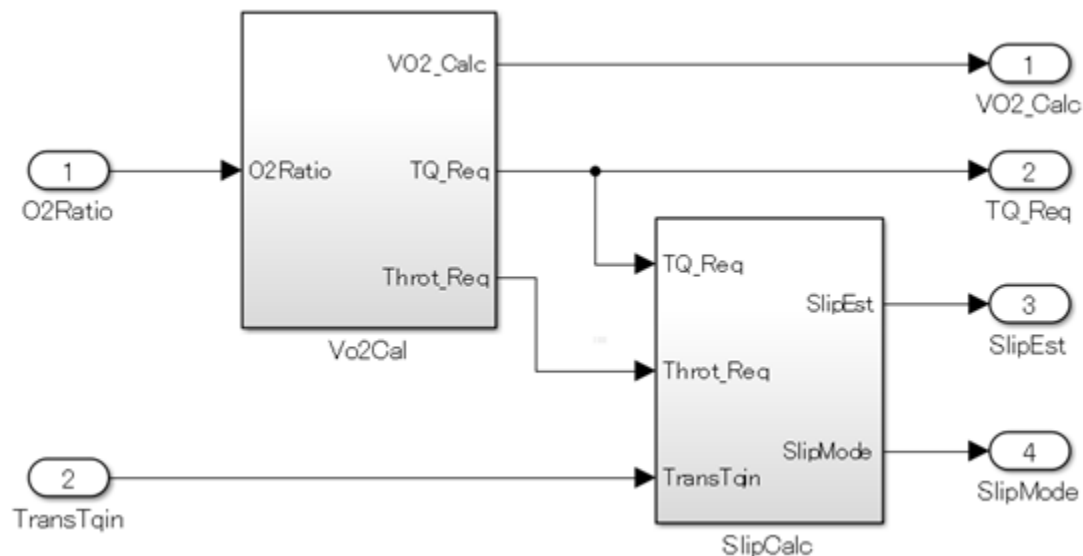 VO2_Calc
1
VO2_Calc
1
O2Ratio
O2Ratio
TQ_Req
2
TQ_Req
Throt_Req
Vo2Cal
TQ_Req
SlipEst
3
SlipEst
Throt_Req
SlipMode
4
SlipMode
2
TransTqin
TransTqin
SlipCalc